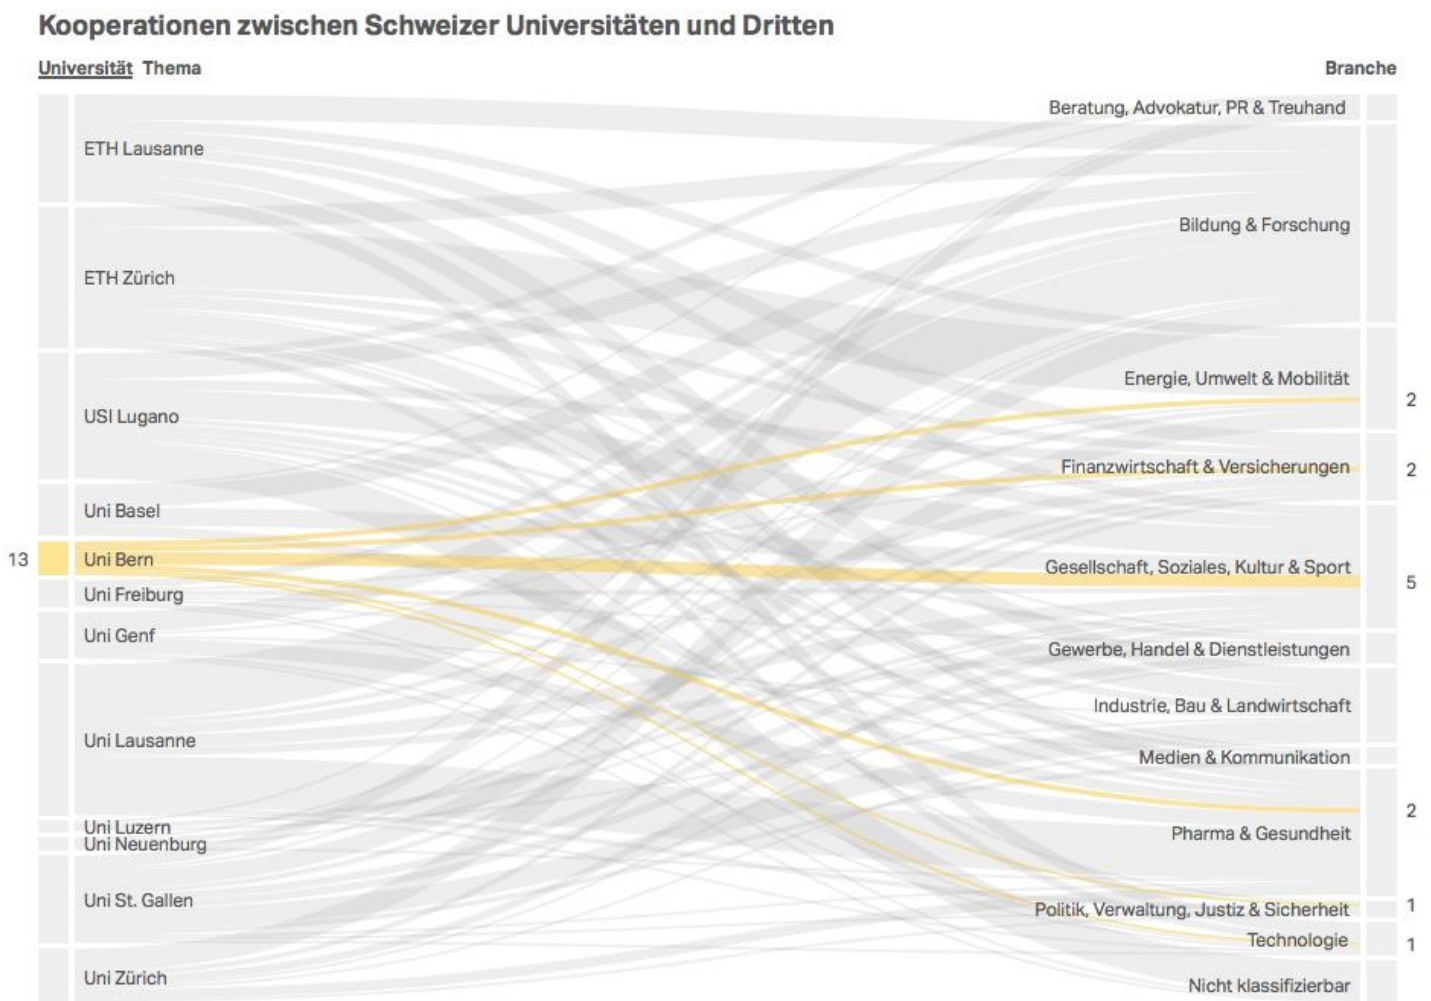 Kooperationen zwischen Schweizer Universitäten und Dritten
Universität Thema
Branche
ETH Lausanne
ETH Zürich
USI Lugano
Uni Basel
13
Uni Bern
Uni Freiburg
Uni Genf
Uni Lausanne
Uni Luzern
Uni Neuenburg
Uni St. Gallen
Uni Zürich
Beratung, Advokatur, PR & Treuhand
Bildung & Forschung
Energie, Umwelt & Mobilität
2
Finanzwirtschaft & Versicherungen
2
Gesellschaft, Soziales, Kultur & Sport
5
Gewerbe, Handel & Dienstleistungen
Industrie, Bau & Landwirtschaft
Medien & Kommunikation
2
Pharma & Gesundheit
Politik, Verwaltung, Justiz & Sicherheit
1
Technologie
1
Nicht klassifizierbar